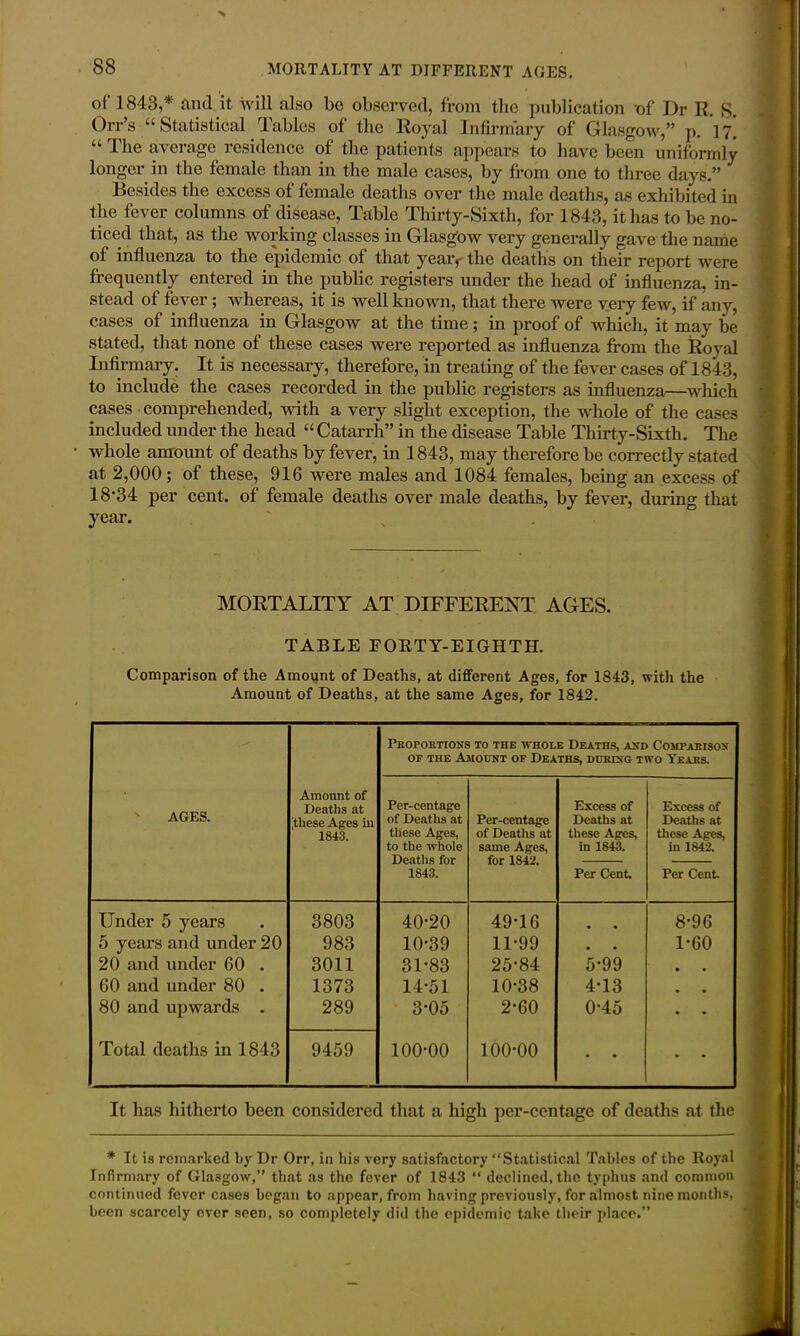 88 MORTALITY AT DIFFERENT AGES.
of 1843,* and it will also be observed, from the publication of Dr R. S.
Orr's “Statistical Tables of the Royal Infirmary of Glasgow,” p. 17.
“The average residence of the patients appears to have been uniformly
longer in the female than in the male cases, by from one to three days.”
Besides the excess of female deaths over the male deaths, as exhibited in
the fever columns of disease, Table Thirty-Sixth, for 1843, it has to be no-
ticed that, as the working classes in Glasgow very generally gave the name
of influenza to the epidemic of that year, the deaths on their report were
frequently entered in the public registers under the head of influenza, in-
stead of fever; whereas, it is well known, that there were very few, if any,
cases of influenza in Glasgow at the time; in proof of which, it may be
stated, that none of these cases were reported as influenza from the Royal
Infirmary. It is necessary, therefore, in treating of the fever cases of 1843,
to include the cases recorded in the public registers as influenza—which
cases comprehended, with a very slight exception, the whole of the cases
included under the head “Catarrh” in the disease Table Thirty-Sixth. The
whole amount of deaths by fever, in 1843, may therefore be correctly stated
at 2,000; of these, 916 were males and 1084 females, being an excess of
18·34 per cent. of female deaths over male deaths, by fever, during that
year.
MORTALITY AT DIFFERENT AGES.
TABLE FORTY-EIGHTH.
Comparison of the Amount of Deaths, at different Ages, for 1843, with the
Amount of Deaths, at the same Ages, for 1842.
AGES.
Amount of
Deaths at
these Ages in
1843.
Proportions to the whole Deaths, and Comparison
of the Amount of Deaths, during two Years.
Per-centage
of Deaths at
these Ages,
to the whole
Deaths for
1843.
Per-centage
of Deaths at
same Ages,
for 1842.
Excess of
Deaths at
these Ages,
in 1843.
Per Cent.
Excess of
Deaths at
these Ages,
in 1842.
Per Cent.
Under 5 years . 3803 40·20 49·16 . . 8·96
5 years and under 20 983 10·39 11·99 . . 1·60
20 and under 60 . 3011 31·83 25·84 5·99 . .
60 and under 80 . 1373 14·51 10·38 4·13 . .
80 and upwards . 289 3·05 2·60 0·45 . .
Total deaths in 1843 9459 100·00 100·00 . . . .
It has hitherto been considered that a high per-centage of deaths at the
* It is remarked by Dr Orr, in his very satisfactory “Statistical Tables of the Royal
Infirmary of Glasgow,” that as the fever of 1843 “ declined, the typhus and common
continued fever cases began to appear, from having previously, for almost nine months,
been scarcely ever seen, so completely did the epidemic take their place.”